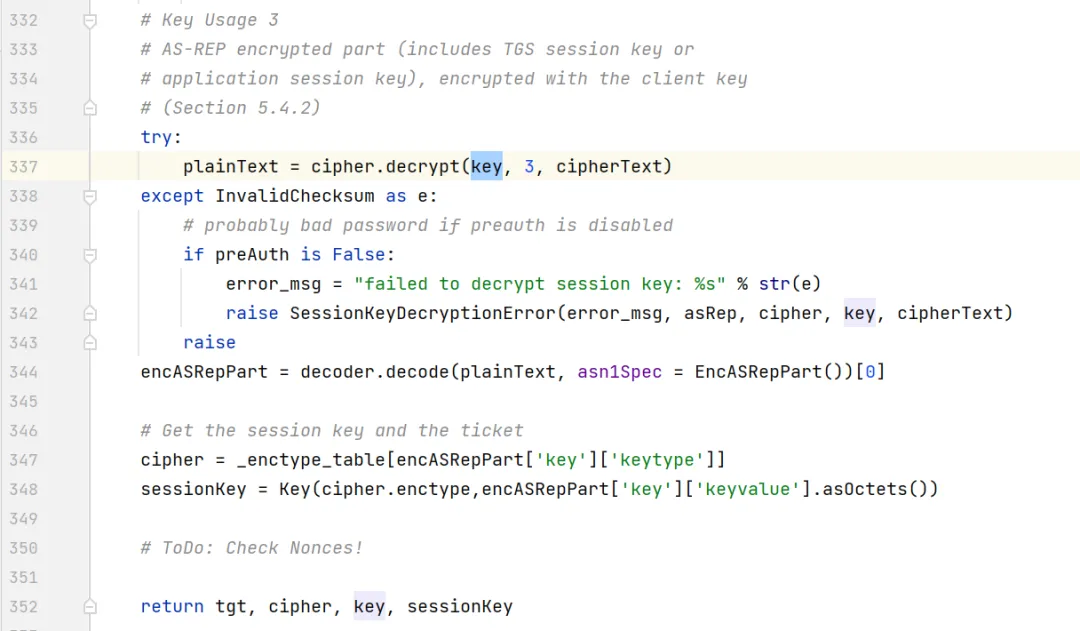 332 # Key Usage 3
333 # AS-REP encrypted part (includes TGS session key or
334 # application session key), encrypted with the client key
335 # (Section 5.4.2)
336 try:
337 plainText = cipher.decrypt(key, 3, cipherText)
338 except InvalidChecksum as e:
339 # probably bad password if preauth is disabled
340 if preAuth is False:
341 error_msg = "failed to decrypt session key: %s" % str(e)
342 raise SessionKeyDecryptionError(error_msg, asRep, cipher, key, cipherText)
343 raise
344 encASRepPart = decoder.decode(plainText, asn1Spec = EncASRepPart())[0]
345
346 # Get the session key and the ticket
347 cipher = _enctype_table[encASRepPart['key']['keytype']]
348 sessionKey = Key(cipher.enctype,encASRepPart['key']['keyvalue'].asOctets())
349
350 # ToDo: Check Nonces!
351
352 return tgt, cipher, key, sessionKey